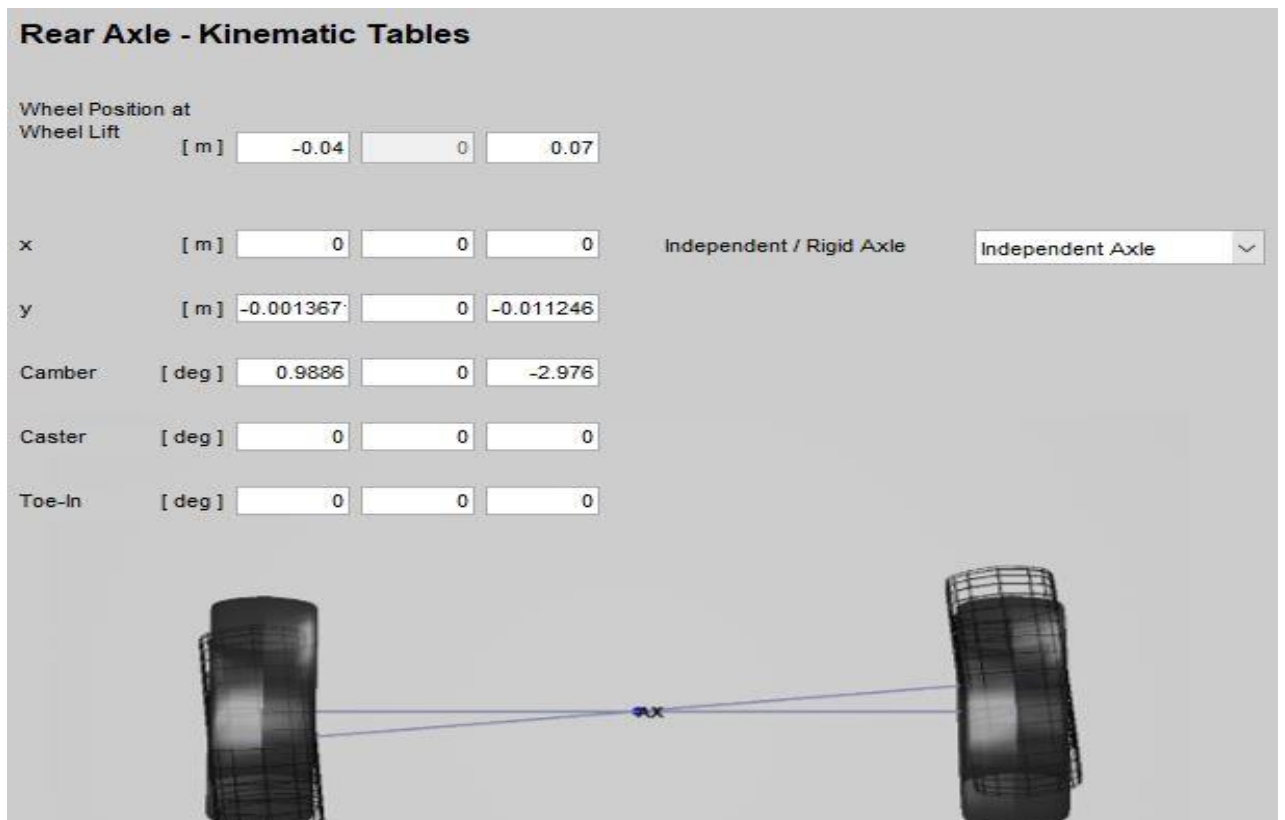 Rear Axle - Kinematic Tables
Wheel Position at
Wheel Lift [ m ] -0.04 0 0.07
x [ m ] 0 0 0 Independent / Rigid Axle Independent Axle
y [ m ] -0.001367 0 -0.011246
Camber [ deg ] 0.9886 0 -2.976
Caster [ deg ] 0 0 0
Toe-In [ deg ] 0 0 0
AX